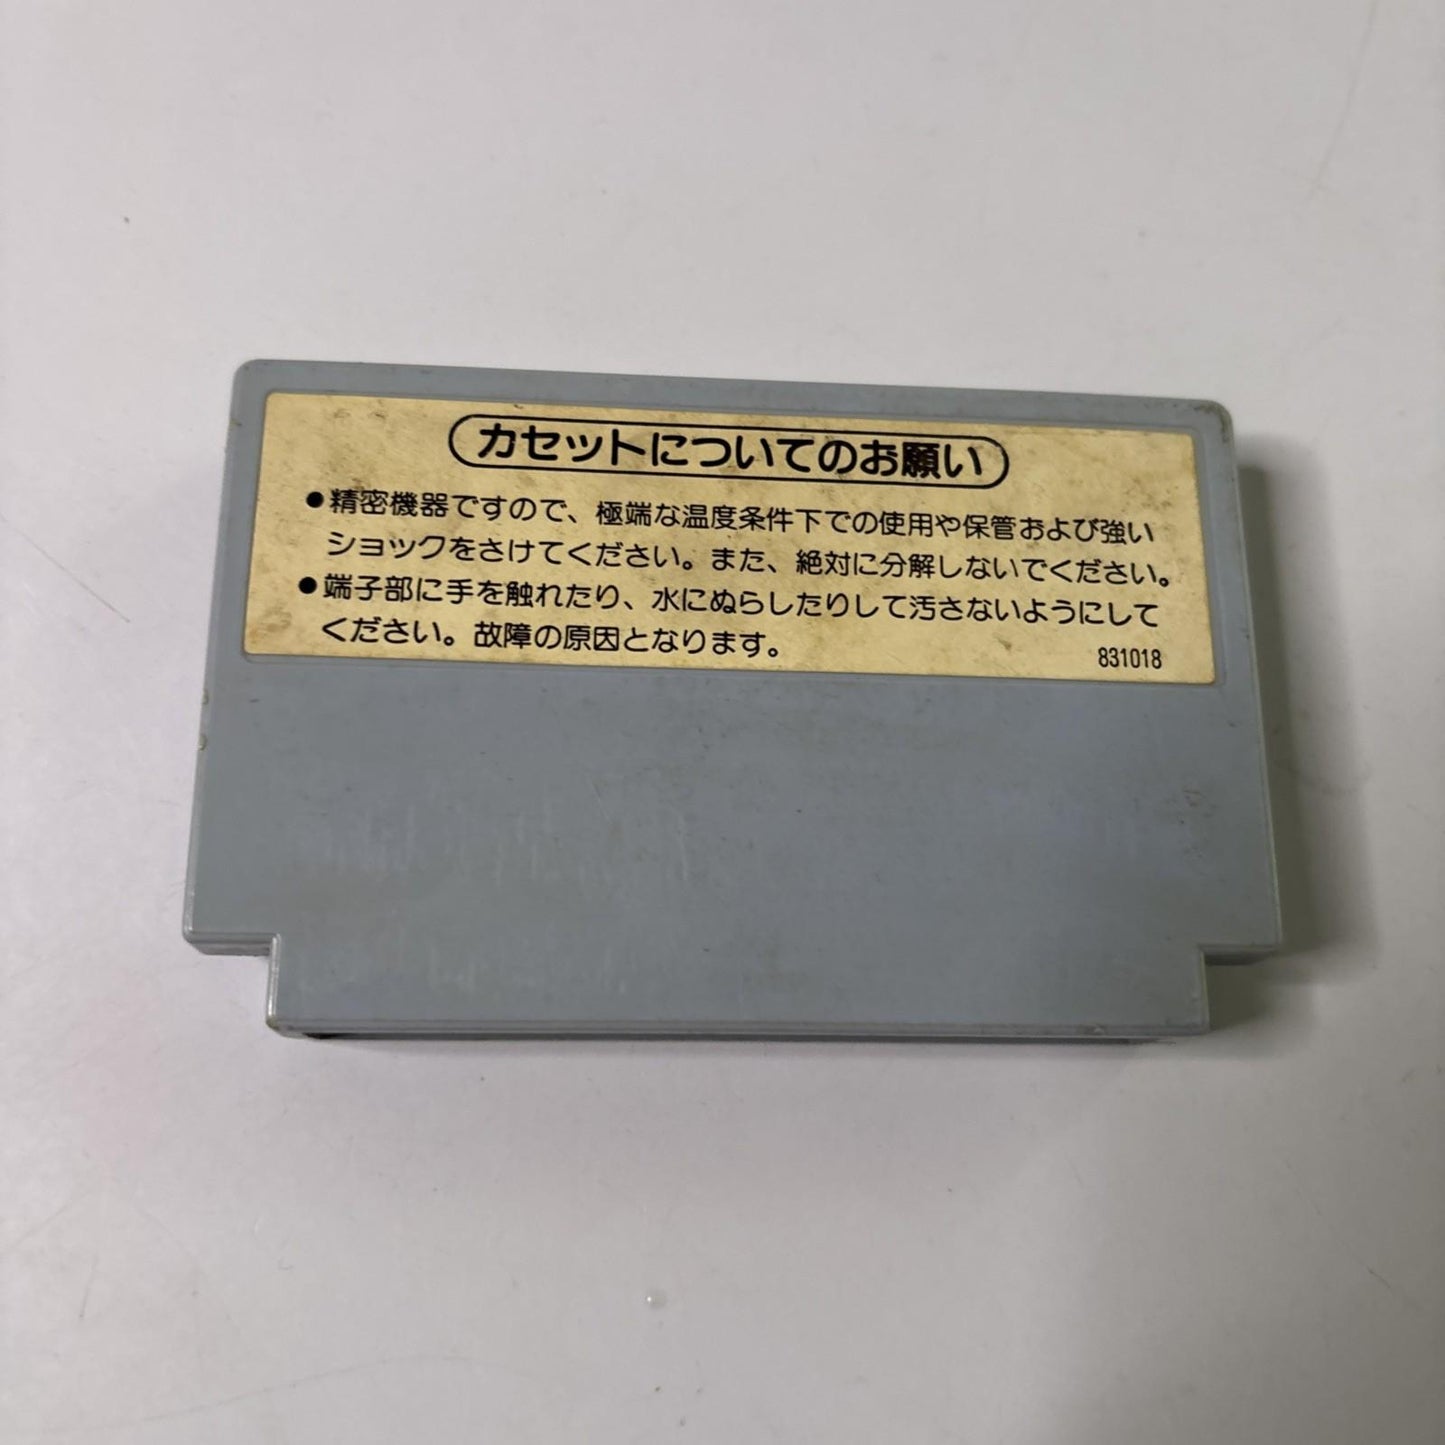 カセットについてのお願い
●精密機器ですので、極端な温度条件下での使用や保管および強い
ショックをさけてください。また、絶対に分解しないでください。
●端子部に手を触れたり、水にぬらしたりして汚さないようにして
ください。故障の原因となります。
831018